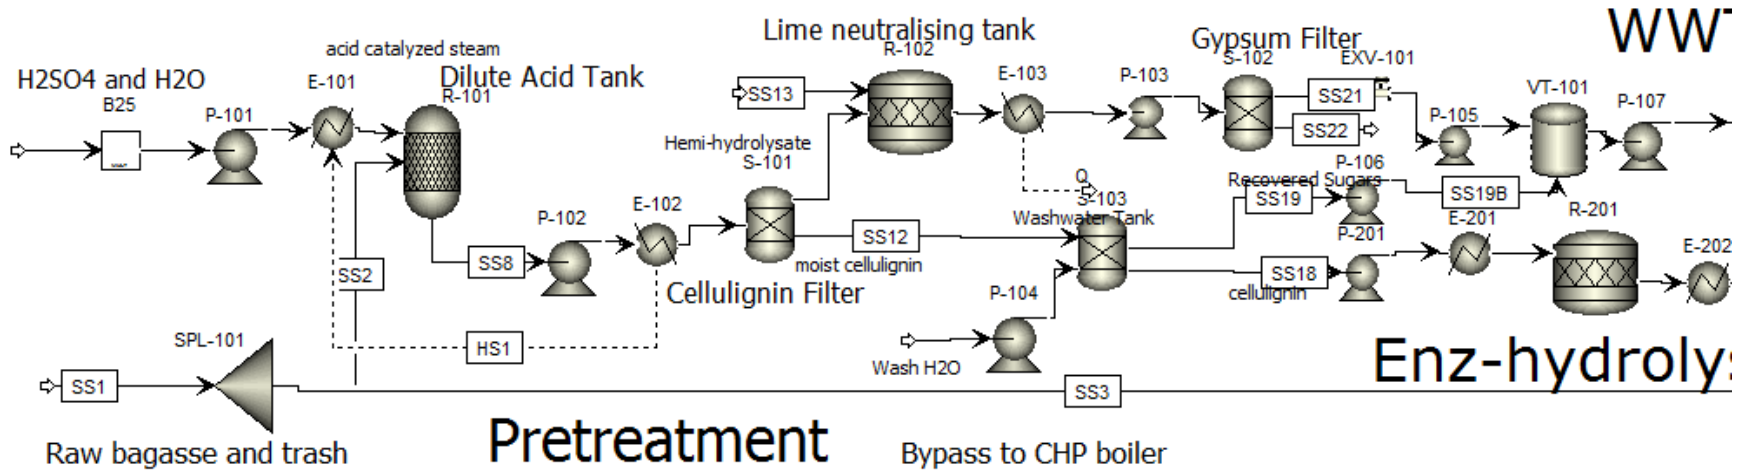 WWT
Lime neutralising tank
R-102
Gypsum Filter
S-102
EXV-101
acid catalyzed steam
H2SO4 and H2O
B25
E-101
Dilute Acid Tank
R-101
E-103
P-103
SS13
SS21
SS22
VT-101
P-107
P-101
P-105
Hemi-hydrolysate
S-101
Q
P-106
Recovered Sugars
S-103
SS19
SS19B
Washwater Tank
R-201
P-102
E-102
E-201
P-201
SS12
moist cellulignin
E-202
SS2
SS8
SS18
cellulignin
Cellulignin Filter
P-104
SPL-101
HS1
Wash H2O
Enz-hydrolys
SS1
SS3
Raw bagasse and trash
Pretreatment
Bypass to CHP boiler